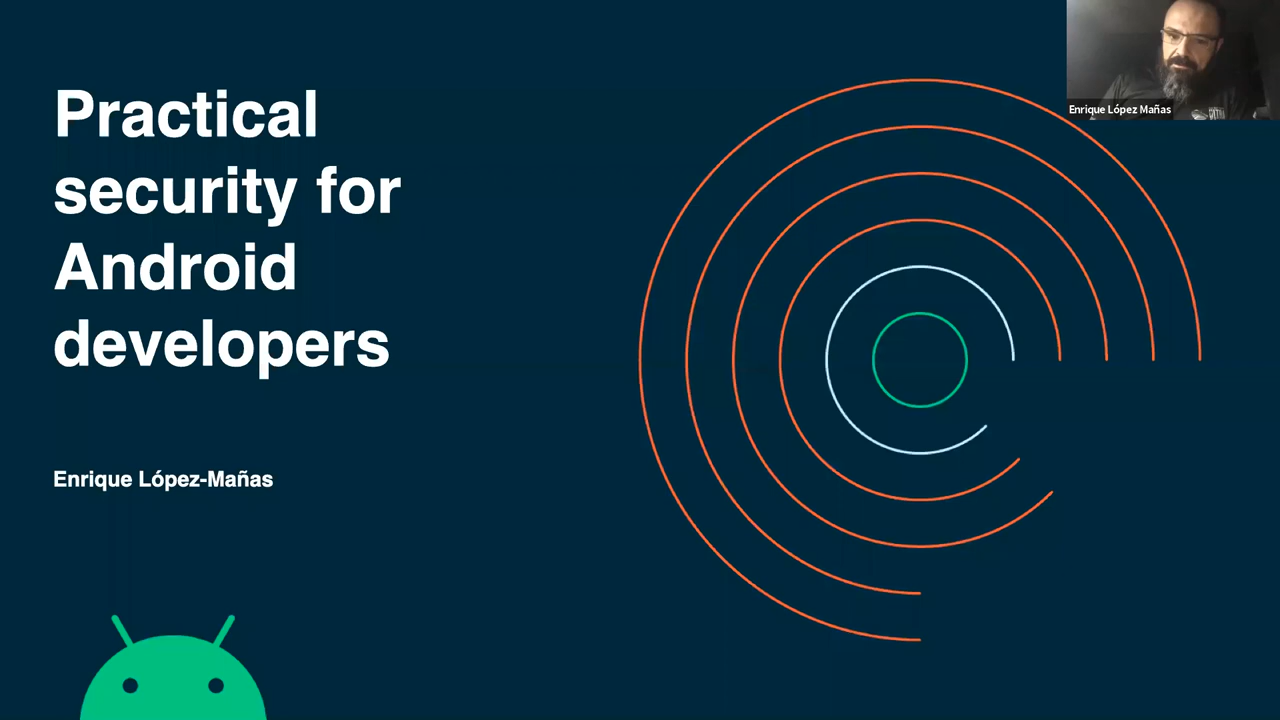 Practical
security for
Android
developers
Enrique López-Mañas
Enrique López Mañas